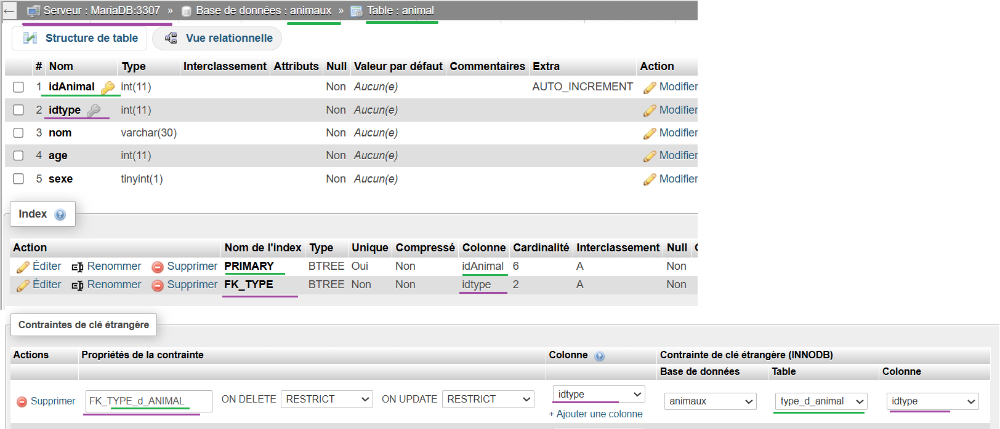 ← Serveur : MariaDB:3307 » Base de données : animaux » Table : animal
Structure de table Vue relationnelle
# Nom Type Interclassement Attributs Null Valeur par défaut Commentaires Extra Action
1 idAnimal int(11) Non Aucun(e) AUTO_INCREMENT Modifier
2 idtype int(11) Non Aucun(e) Modifier
3 nom varchar(30) Non Aucun(e) Modifier
4 age int(11) Non Aucun(e) Modifier
5 sexe tinyint(1) Non Aucun(e) Modifier
Index
Action Nom de l'index Type Unique Compressé Colonne Cardinalité Interclassement Null
Éditer Renommer Supprimer PRIMARY BTREE Oui Non idAnimal 6 A Non
Éditer Renommer Supprimer FK_TYPE BTREE Non Non idtype 2 A Non
Contraintes de clé étrangère
Actions Propriétés de la contrainte Colonne Contrainte de clé étrangère (INNODB)
Base de données Table Colonne
Supprimer FK_TYPE_d_ANIMAL ON DELETE RESTRICT ON UPDATE RESTRICT idtype animaux type_d_animal idtype
+ Ajouter une colonne